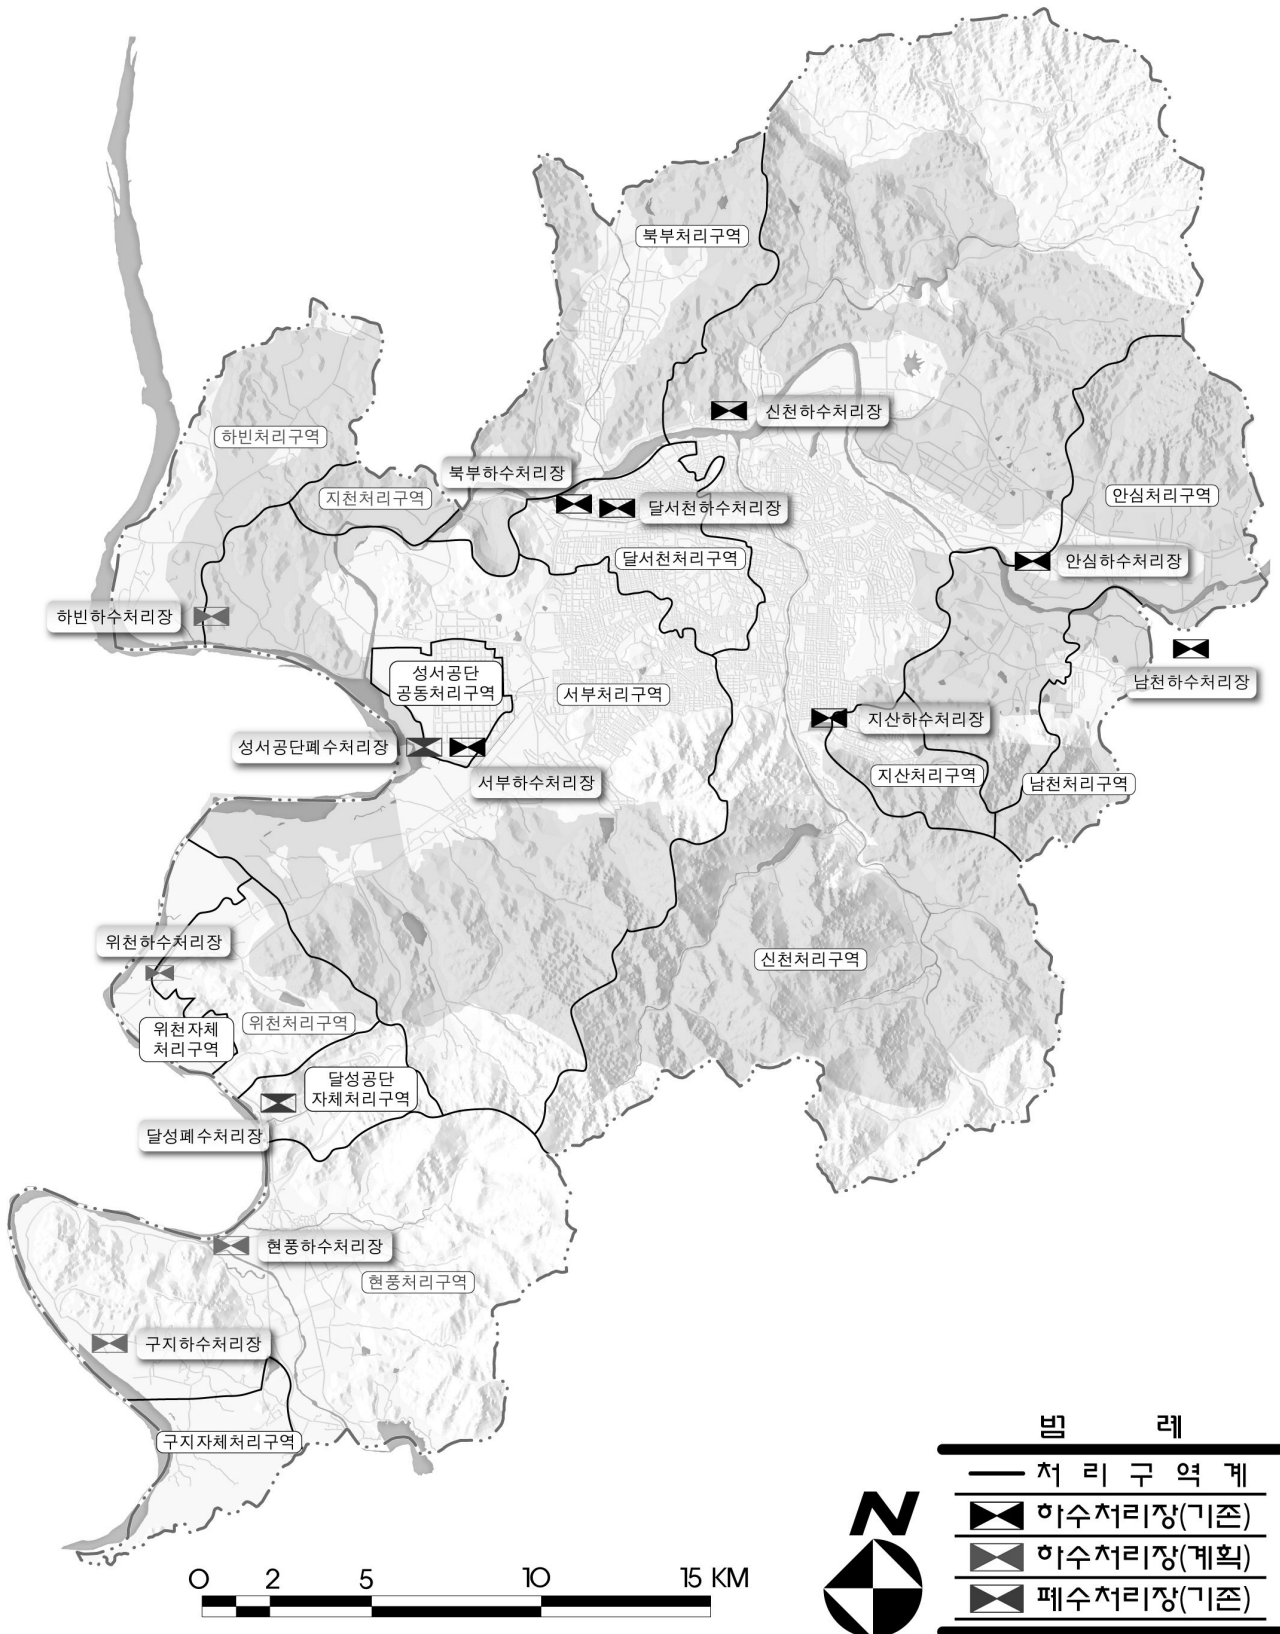 북부처리구역
신천하수처리장
하빈처리구역
북부하수처리장
지천처리구역
안심처리구역
달서천하수처리장
달서천처리구역
안심하수처리장
하빈하수처리장
성서공단
공동처리구역
서부처리구역
남천하수처리장
지산하수처리장
성서공단폐수처리장
서부하수처리장
지산처리구역
남천처리구역
위천하수처리장
신천처리구역
위천처리구역
위천자체
처리구역
달성공단
자체처리구역
달성폐수처리장
현풍하수처리장
현풍처리구역
구지하수처리장
구지자체처리구역
범 례
처 리 구 역 계
하수처리장(기존)
하수처리장(계획)
폐수처리장(기존)
N
0 2 5 10 15 KM